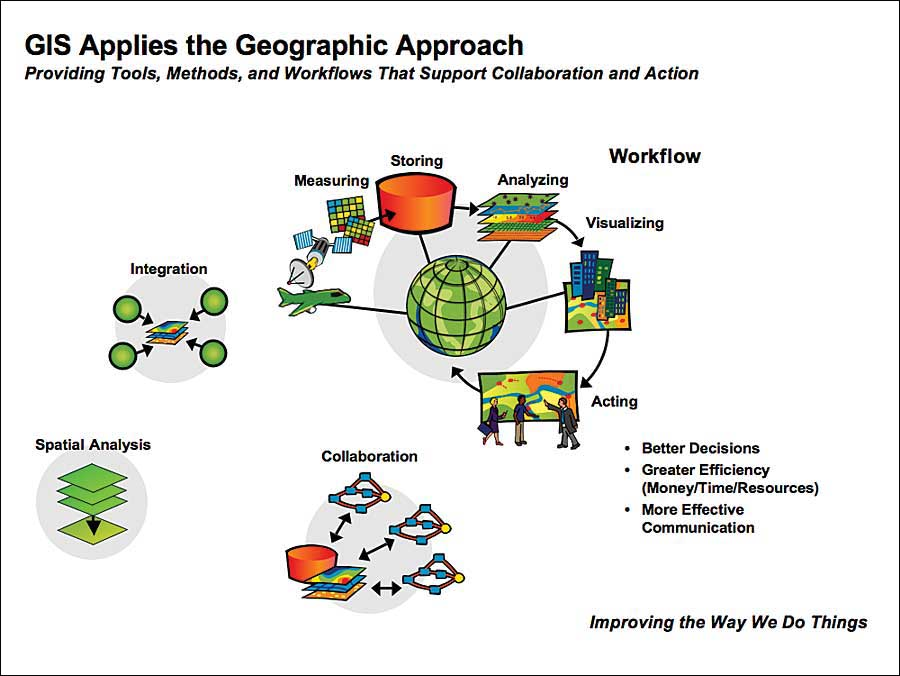 GIS Applies the Geographic Approach
Providing Tools, Methods, and Workflows That Support Collaboration and Action
Workflow
Storing
Measuring
Analyzing
Visualizing
Integration
Acting
Spatial Analysis
Collaboration
• Better Decisions
• Greater Efficiency
(Money/Time/Resources)
• More Effective
Communication
Improving the Way We Do Things